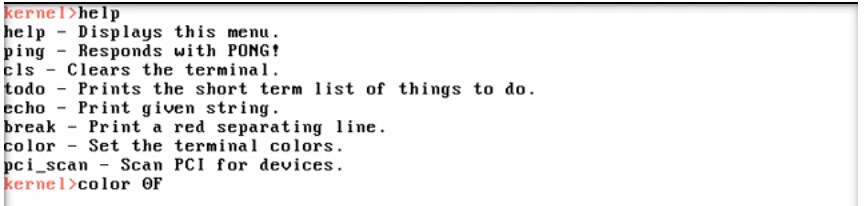 kernel>help
help - Displays this menu.
ping - Responds with PONG!
cls - Clears the terminal.
todo - Prints the short term list of things to do.
echo - Print given string.
break - Print a red separating line.
color - Set the terminal colors.
pci_scan - Scan PCI for devices.
kernel>color 0F